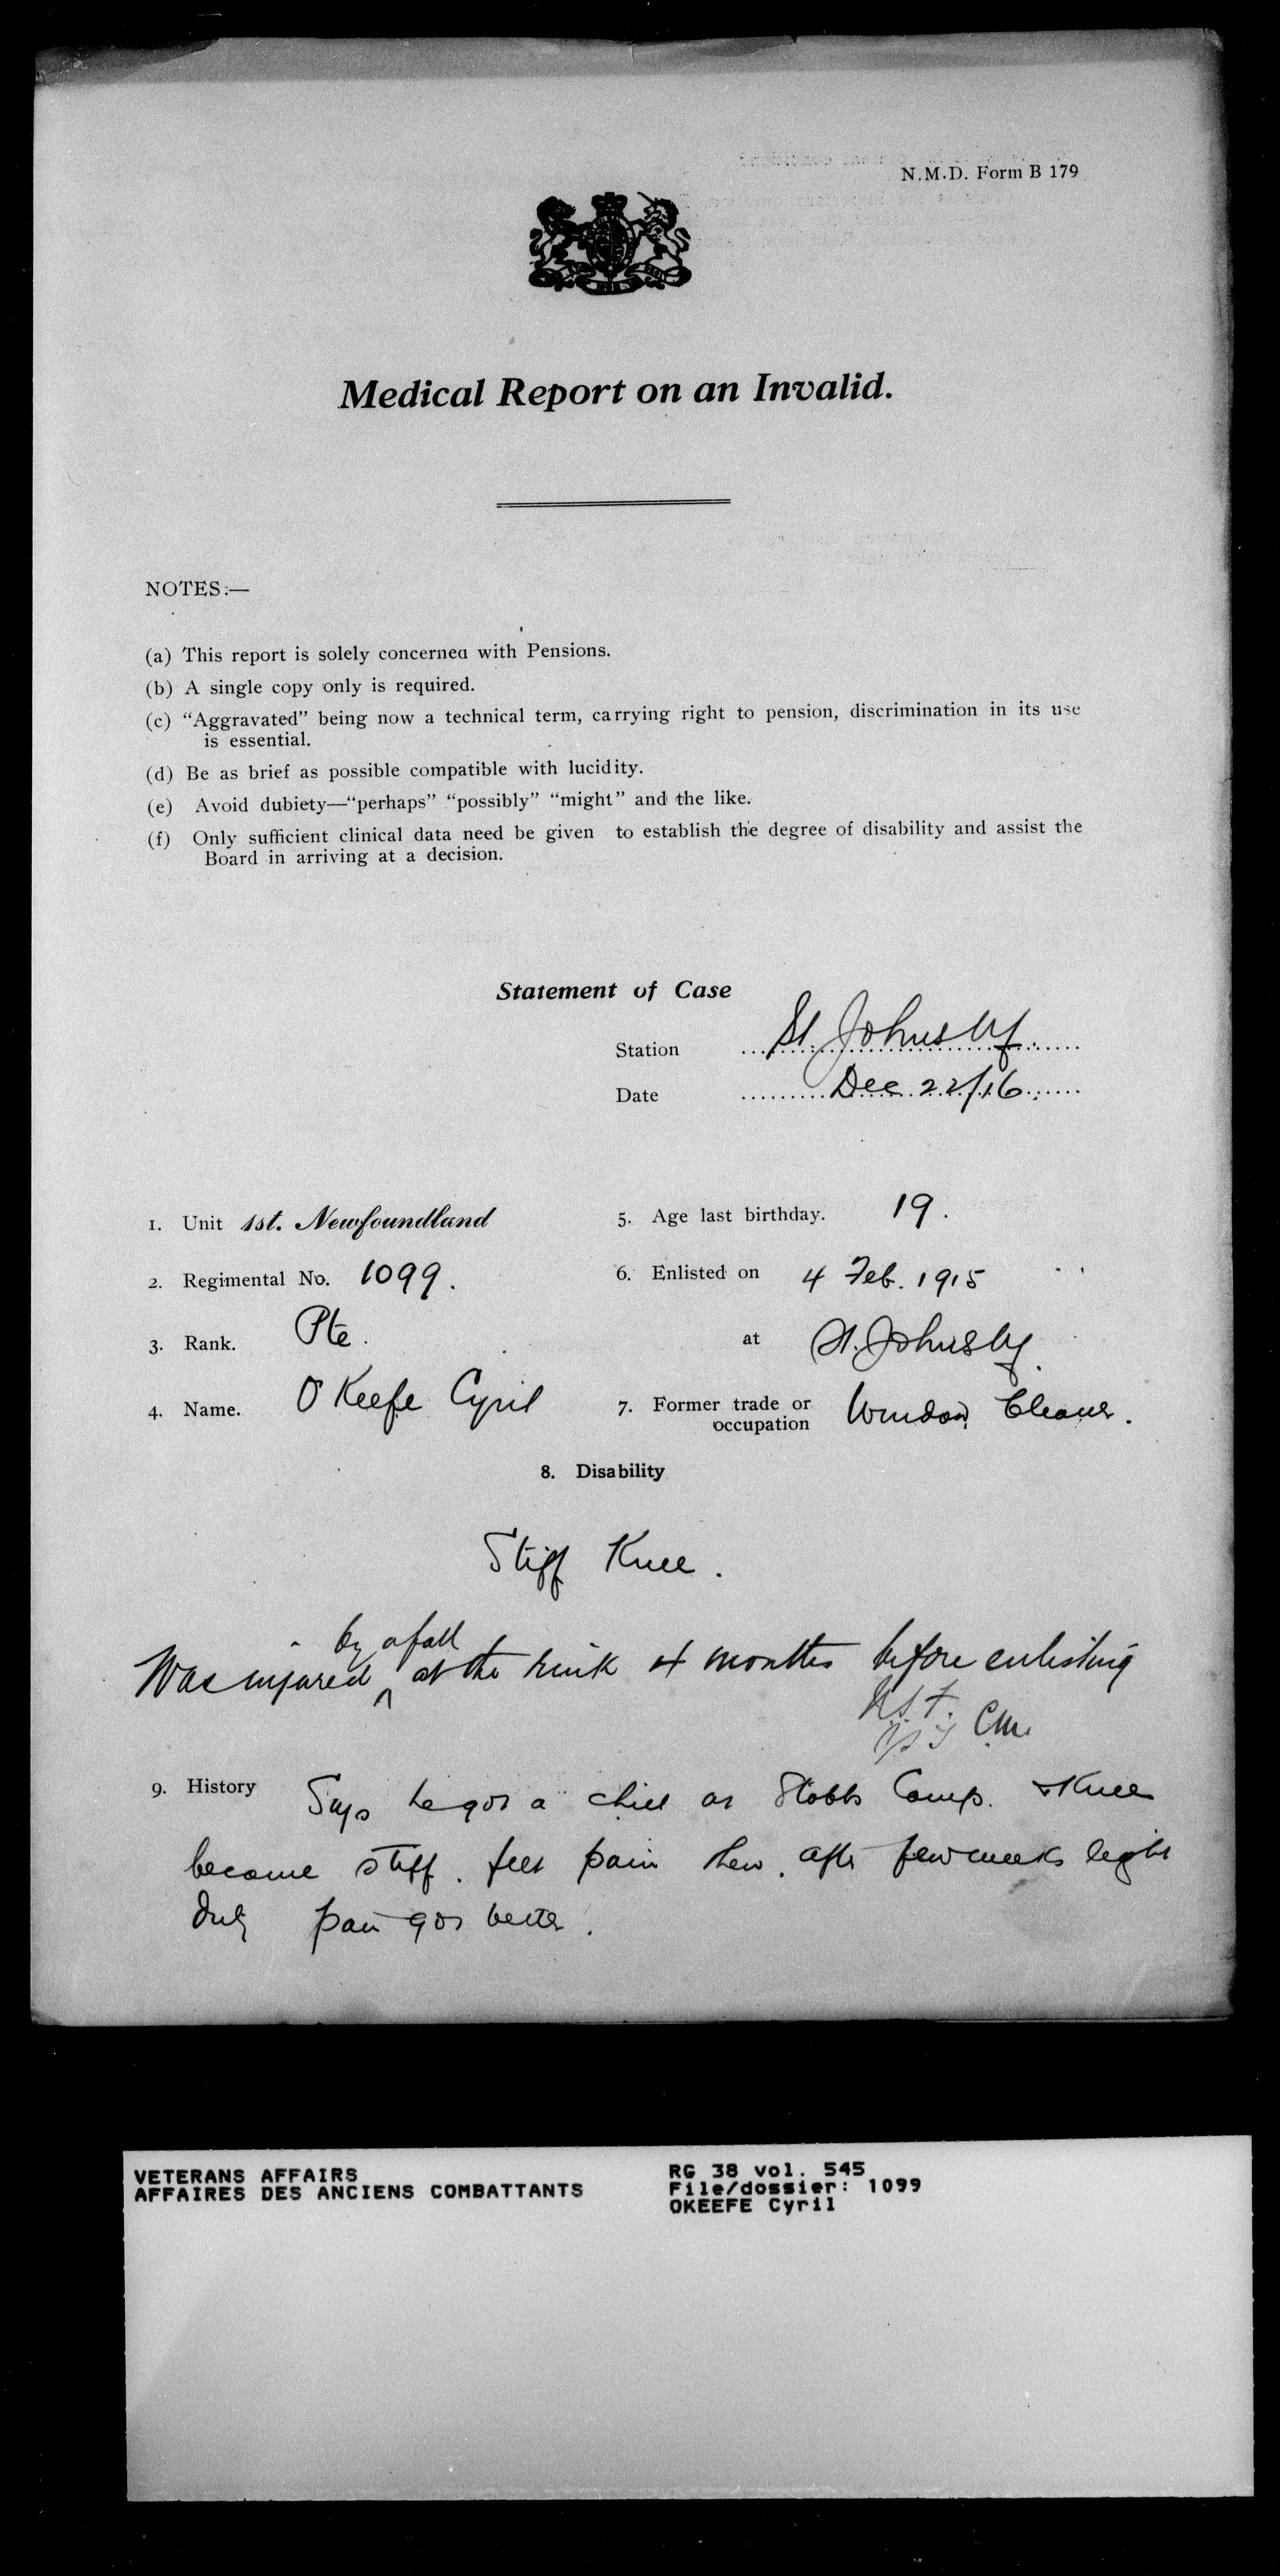 N.M.D. Form B 179
Medical Report on an Invalid.
NOTES:—
(a) This report is solely concerned with Pensions.
(b) A single copy only is required.
(c) “Aggravated” being now a technical term, carrying right to pension, discrimination in its use
is essential.
(d) Be as brief as possible compatible with lucidity.
(e) Avoid dubiety—“perhaps” “possibly” “might” and the like.
(f) Only sufficient clinical data need be given to establish the degree of disability and assist the
Board in arriving at a decision.
Statement of Case
Station St. Johns Nf.
Date Dec 22/16
1. Unit 1st. Newfoundland
5. Age last birthday. 19.
2. Regimental No. 1099.
6. Enlisted on 4 Feb. 1915
3. Rank. Pte.
at St. Johns Nf.
4. Name. O'Keefe Cyril
7. Former trade or
occupation Window Cleaner.
8. Disability
Stiff Knee.
by a fall
Was injured at the rink 4 months before enlisting
9. History Says he got a chill at Stobbs Camp. & Knee
became stiff. felt pain then. after few weeks light
duty pain got better.
VETERANS AFFAIRS
AFFAIRES DES ANCIENS COMBATTANTS
RG 38 vol. 545
File/dossier: 1099
OKEEFE Cyril